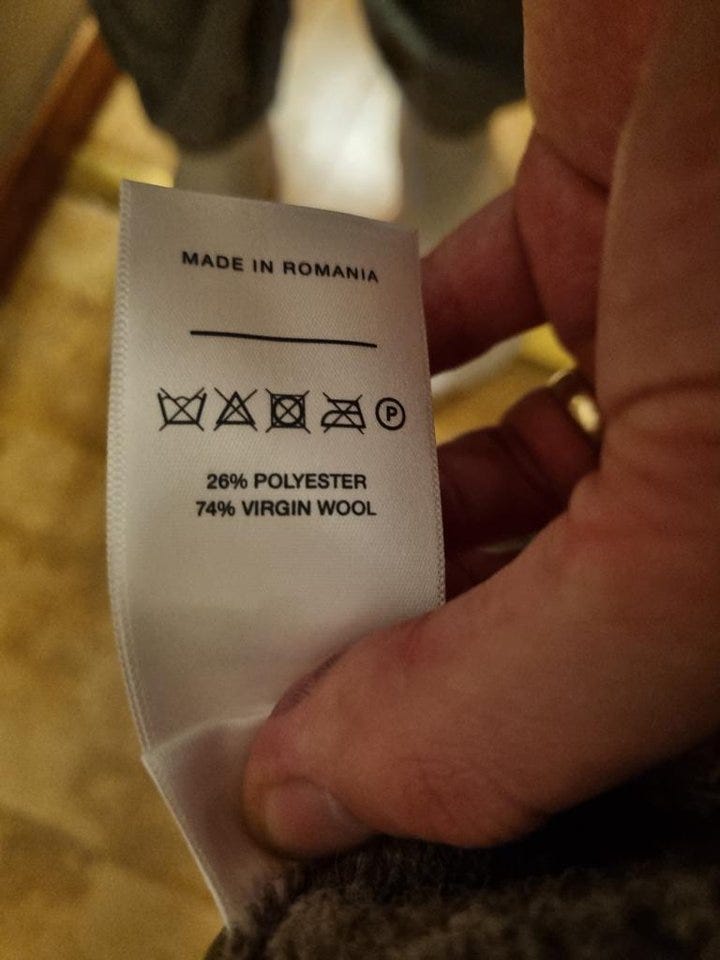 MADE IN ROMANIA
P
26% POLYESTER
74% VIRGIN WOOL